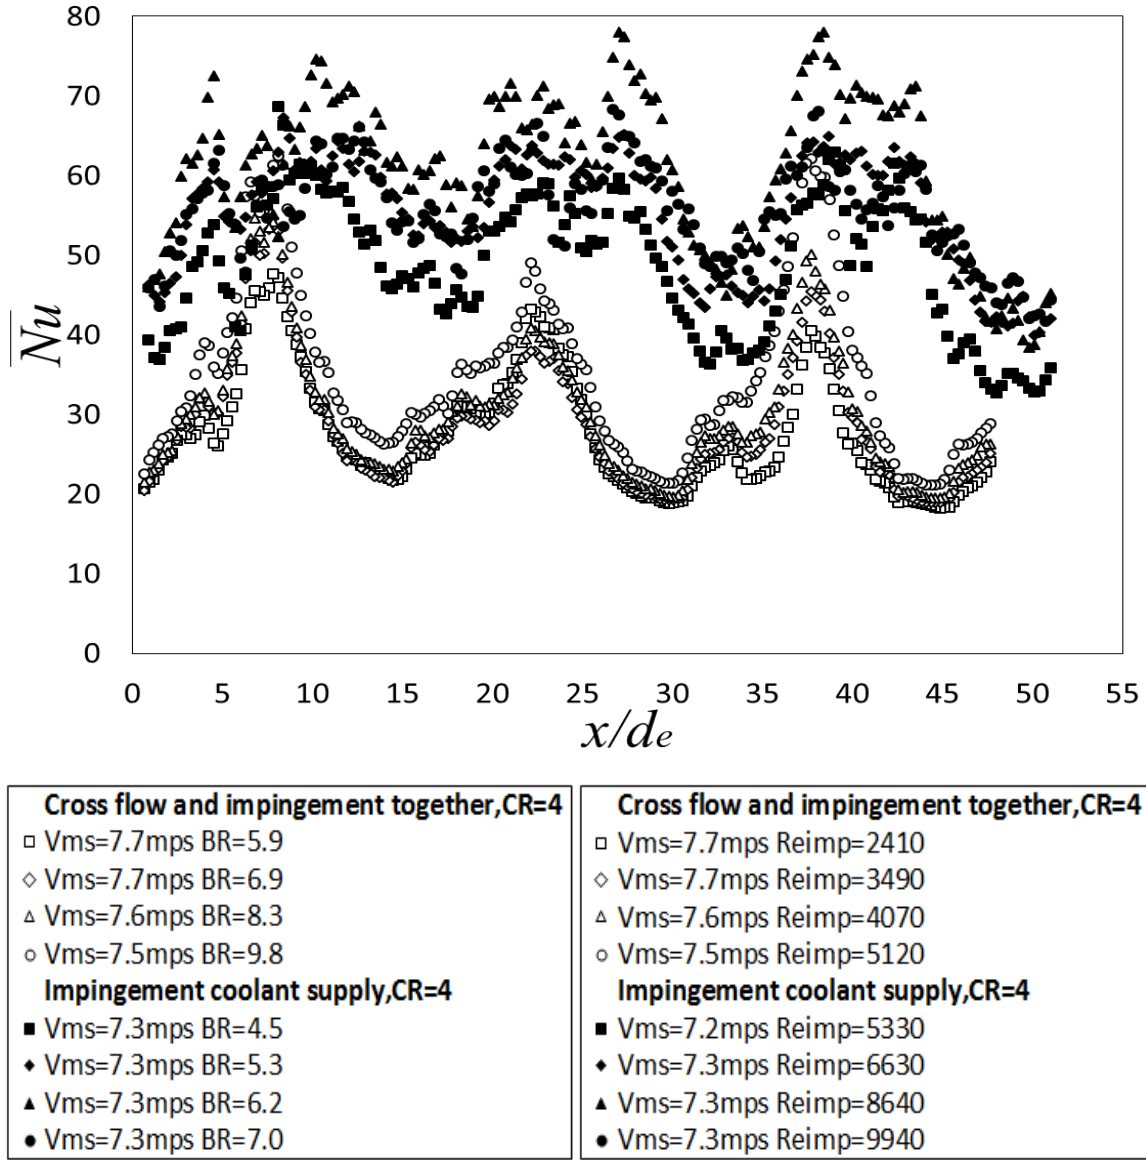 80
70
60
50
40
30
20
10
0
Nu
0 5 10 15 20 25 30 35 40 45 50 55
x/de
Cross flow and impingement together,CR=4
Vms=7.7mps BR=5.9
Vms=7.7mps BR=6.9
Vms=7.6mps BR=8.3
Vms=7.5mps BR=9.8
Impingement coolant supply,CR=4
Vms=7.3mps BR=4.5
Vms=7.3mps BR=5.3
Vms=7.3mps BR=6.2
Vms=7.3mps BR=7.0
Cross flow and impingement together,CR=4
Vms=7.7mps Reimp=2410
Vms=7.7mps Reimp=3490
Vms=7.6mps Reimp=4070
Vms=7.5mps Reimp=5120
Impingement coolant supply,CR=4
Vms=7.2mps Reimp=5330
Vms=7.3mps Reimp=6630
Vms=7.3mps Reimp=8640
Vms=7.3mps Reimp=9940